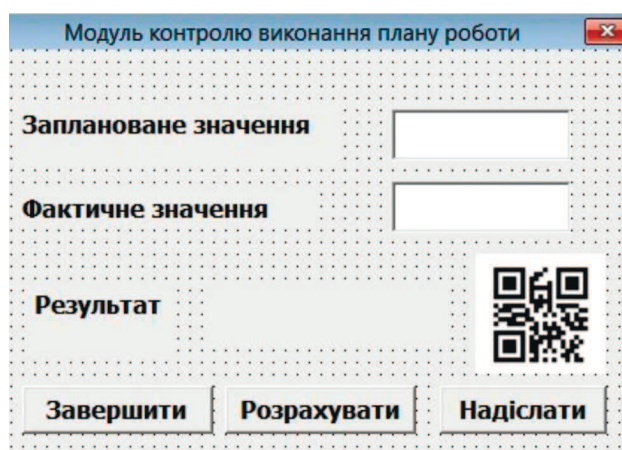 Модуль контролю виконання плану роботи
Заплановане значення
Фактичне значення
Результат
Завершити Розрахувати Надіслати